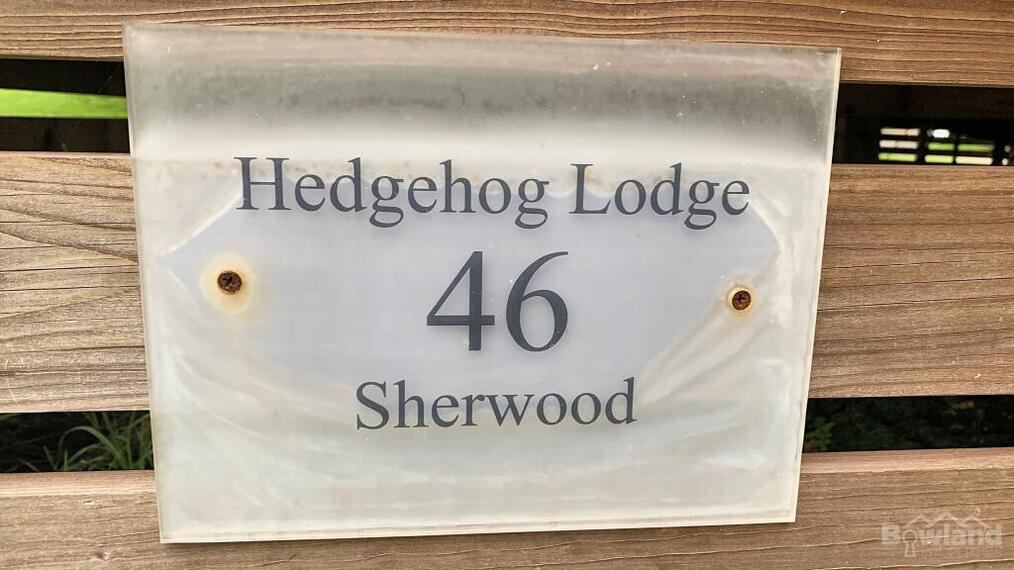 Hedgehog Lodge
46
Sherwood
Bowland